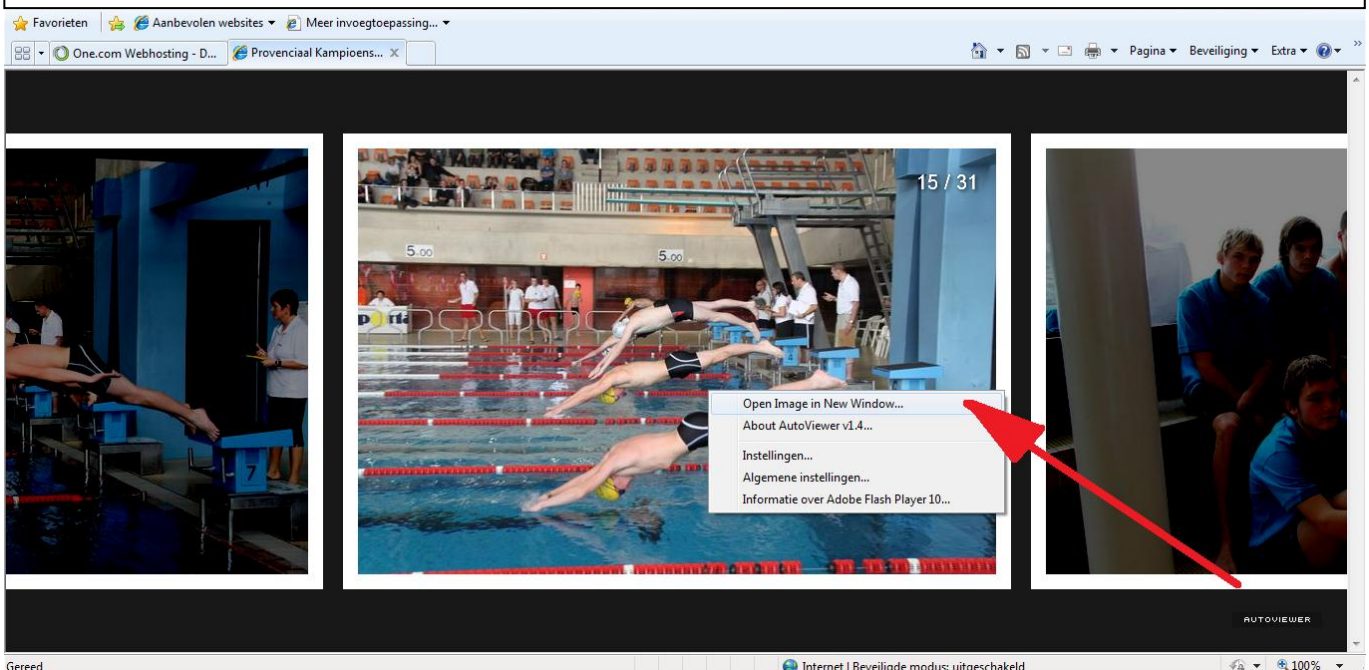 Favorieten Aanbevolen websites Meer invoegtoepassing...
One.com Webhosting - D... Provenciaal Kampioens... X Pagina Beveiliging Extra »
15 / 31
5.00 5.00
7
Open Image in New Window...
About AutoViewer v1.4...
Instellingen...
Algemene instellingen...
Informatie over Adobe Flash Player 10...
AUTOVIEWER
Gereed Internet | Beveiligde modus: uitgeschakeld 100%